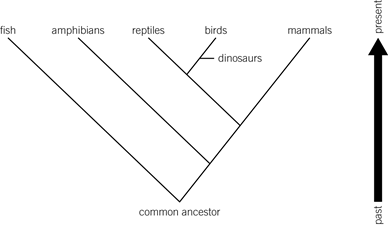 fish
amphibians
reptiles
birds
mammals
dinosaurs
common ancestor
present
past